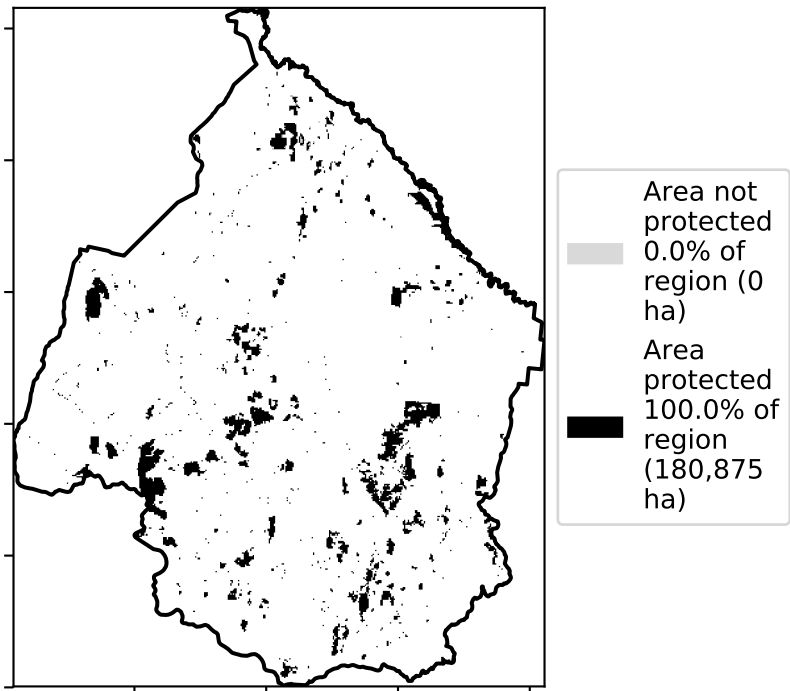 Area not
protected
0.0% of
region (0
ha)
Area
protected
100.0% of
region
(180,875
ha)